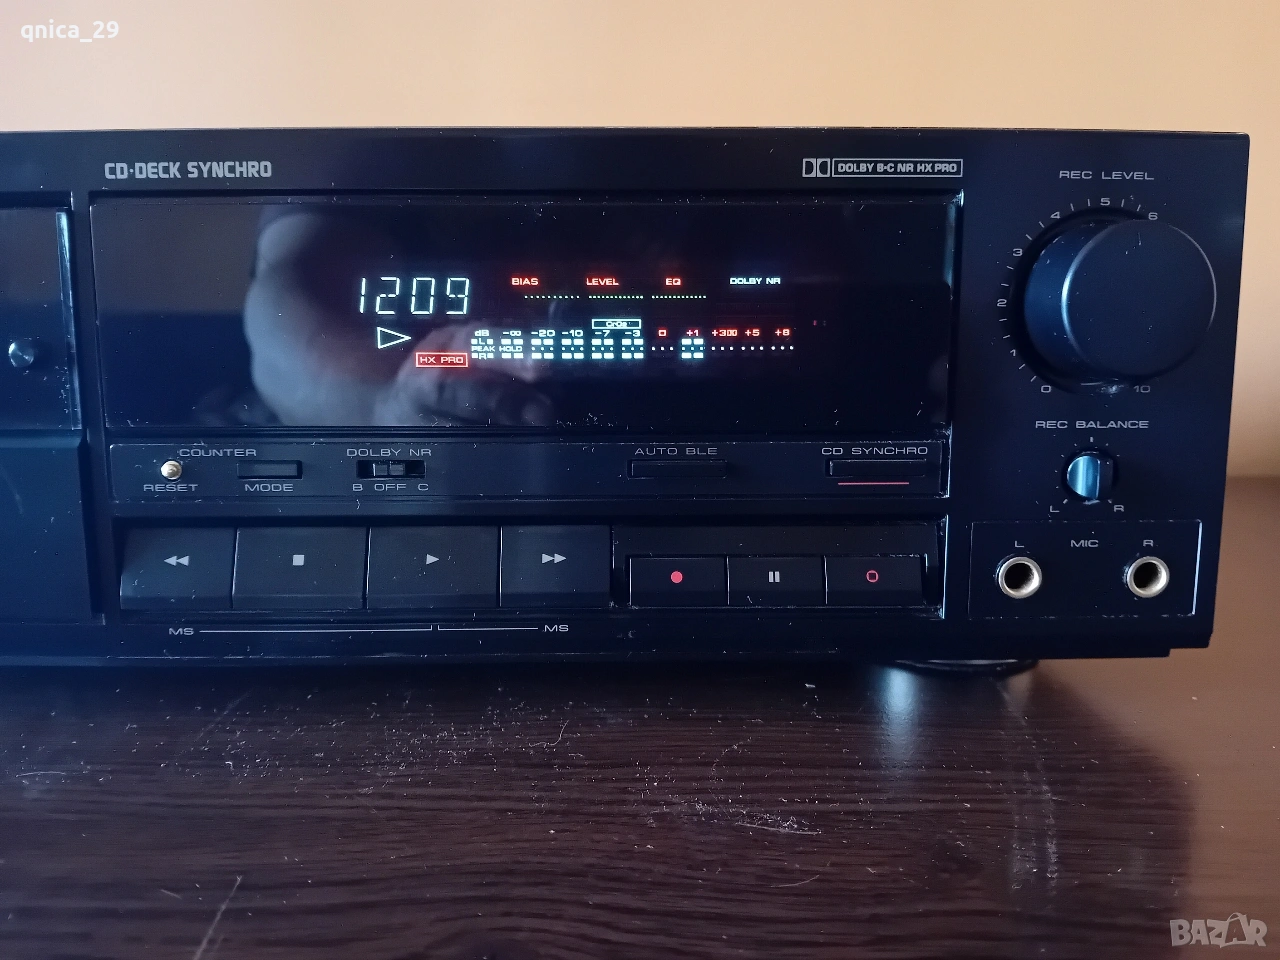 qnica_29
CD·DECK SYNCHRO
DOLBY B·C NR HX PRO
REC LEVEL
0 1 2 3 4 5 6 10
1209
BIAS LEVEL EQ DOLBY NR
CrO2
dB -∞ -20 -10 -7 -3 0 +1 +3 +5 +8
L
PEAK HOLD
R
HX PRO
REC BALANCE
L R
COUNTER DOLBY NR AUTO BLE CD SYNCHRO
RESET MODE B OFF C
L MIC R
MS MS
BAZAR